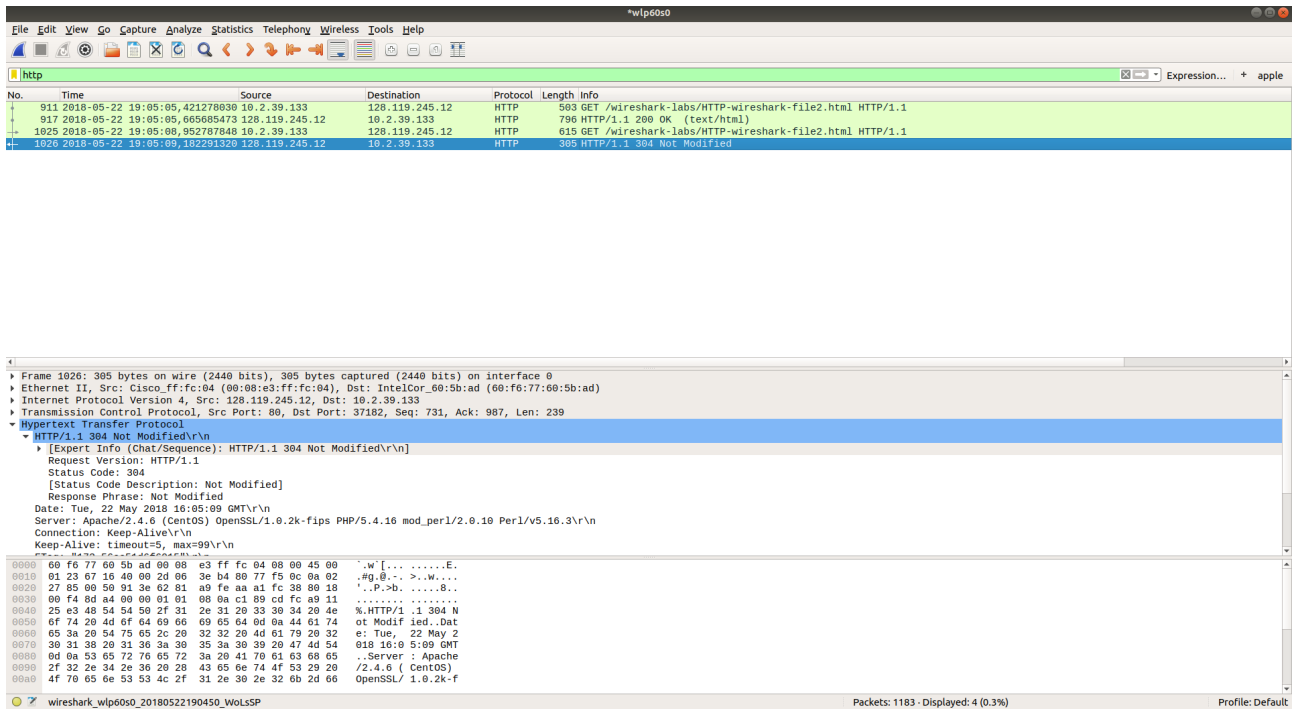 *wlp60s0
File Edit View Go Capture Analyze Statistics Telephony Wireless Tools Help
http Expression... + apple
No. Time Source Destination Protocol Length Info
911 2018-05-22 19:05:05,421278030 10.2.39.133 128.119.245.12 HTTP 503 GET /wireshark-labs/HTTP-wireshark-file2.html HTTP/1.1
917 2018-05-22 19:05:05,665685473 128.119.245.12 10.2.39.133 HTTP 796 HTTP/1.1 200 OK (text/html)
1025 2018-05-22 19:05:08,952787848 10.2.39.133 128.119.245.12 HTTP 615 GET /wireshark-labs/HTTP-wireshark-file2.html HTTP/1.1
1026 2018-05-22 19:05:09,182291320 128.119.245.12 10.2.39.133 HTTP 305 HTTP/1.1 304 Not Modified
Frame 1026: 305 bytes on wire (2440 bits), 305 bytes captured (2440 bits) on interface 0
Ethernet II, Src: Cisco_ff:fc:04 (00:08:e3:ff:fc:04), Dst: IntelCor_60:5b:ad (60:f6:77:60:5b:ad)
Internet Protocol Version 4, Src: 128.119.245.12, Dst: 10.2.39.133
Transmission Control Protocol, Src Port: 80, Dst Port: 37182, Seq: 731, Ack: 987, Len: 239
Hypertext Transfer Protocol
HTTP/1.1 304 Not Modified\r\n
[Expert Info (Chat/Sequence): HTTP/1.1 304 Not Modified\r\n]
Request Version: HTTP/1.1
Status Code: 304
[Status Code Description: Not Modified]
Response Phrase: Not Modified
Date: Tue, 22 May 2018 16:05:09 GMT\r\n
Server: Apache/2.4.6 (CentOS) OpenSSL/1.0.2k-fips PHP/5.4.16 mod_perl/2.0.10 Perl/v5.16.3\r\n
Connection: Keep-Alive\r\n
Keep-Alive: timeout=5, max=99\r\n
0000 60 f6 77 60 5b ad 00 08 e3 ff fc 04 08 00 45 00 `.w`[... ......E.
0010 01 23 67 16 40 00 2d 06 3e b4 80 77 f5 0c 0a 02 .#g.@.-. >..w....
0020 27 85 00 50 91 3e 62 81 a9 fe aa a1 fc 38 80 18 '..P.>b. .....8..
0030 00 f4 8d a4 00 00 01 01 08 0a c1 89 cd fc a9 11 ........ ........
0040 25 e3 48 54 54 50 2f 31 2e 31 20 33 30 34 20 4e %.HTTP/1 .1 304 N
0050 6f 74 20 4d 6f 64 69 66 69 65 64 0d 0a 44 61 74 ot Modif ied..Dat
0060 65 3a 20 54 75 65 2c 20 32 32 20 4d 61 79 20 32 e: Tue, 22 May 2
0070 30 31 38 20 31 36 3a 30 35 3a 30 39 20 47 4d 54 018 16:0 5:09 GMT
0080 0d 0a 53 65 72 76 65 72 3a 20 41 70 61 63 68 65 ..Server : Apache
0090 2f 32 2e 34 2e 36 20 28 43 65 6e 74 4f 53 29 20 /2.4.6 ( CentOS)
00a0 4f 70 65 6e 53 53 4c 2f 31 2e 30 2e 32 6b 2d 66 OpenSSL/ 1.0.2k-f
wireshark_wlp60s0_20180522190450_WoLsSP Packets: 1183 · Displayed: 4 (0.3%) Profile: Default